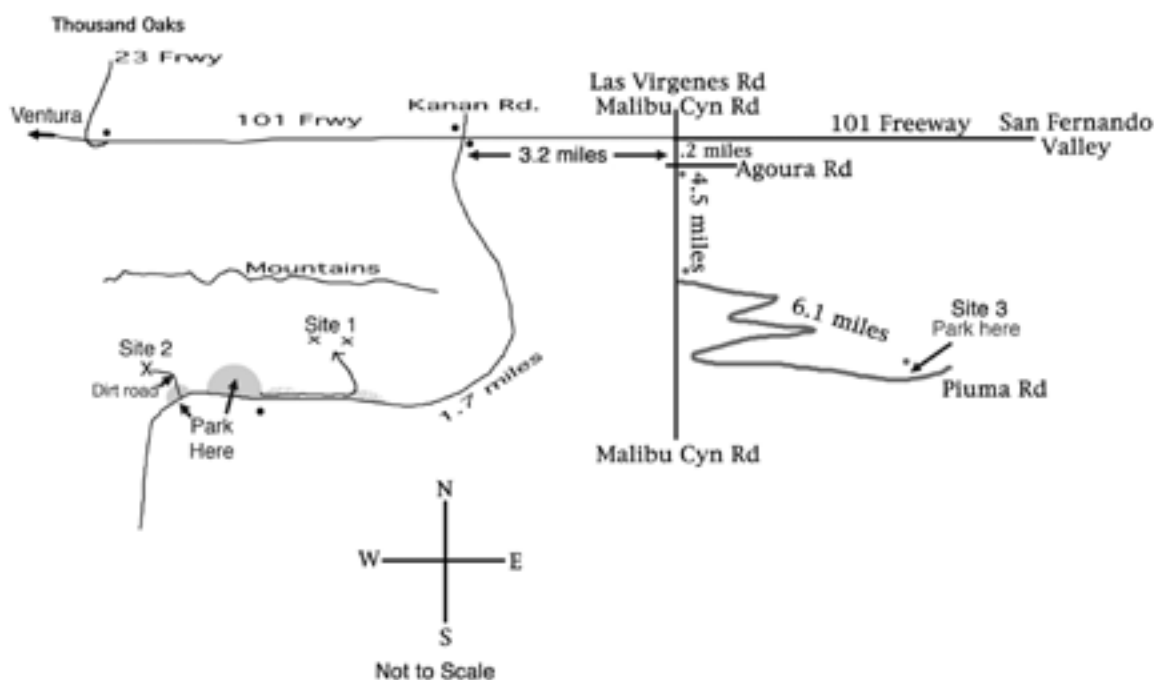 Thousand Oaks
23 Frwy
Ventura
101 Frwy
Kanan Rd.
Las Virgenes Rd
Malibu Cyn Rd
101 Freeway
San Fernando
Valley
3.2 miles
.2 miles
Agoura Rd
4.5 miles
Mountains
6.1 miles
Site 3
Park here
Piuma Rd
Site 1
x x
Site 2
X
Dirt road
1.7 miles
Park
Here
Malibu Cyn Rd
N
W E
S
Not to Scale